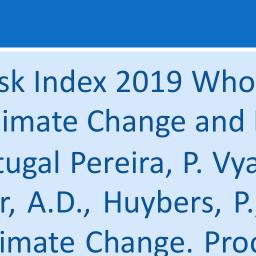 sk Index 2019 Who
imate Change and
tugal Pereira, P. Vya
r, A.D., Huybers, P.
imate Change. Proc